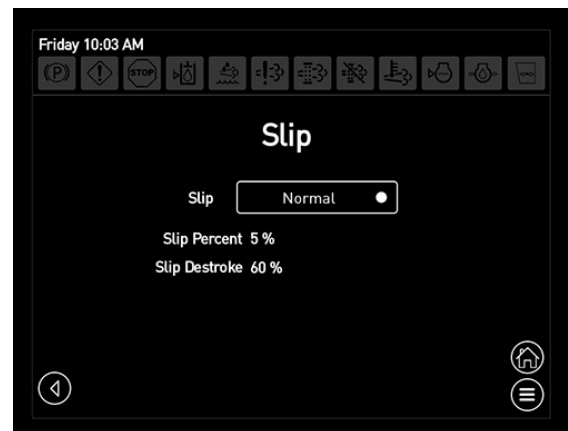 Friday 10:03 AM
(P) STOP
Slip
Slip Normal
Slip Percent 5 %
Slip Destroke 60 %